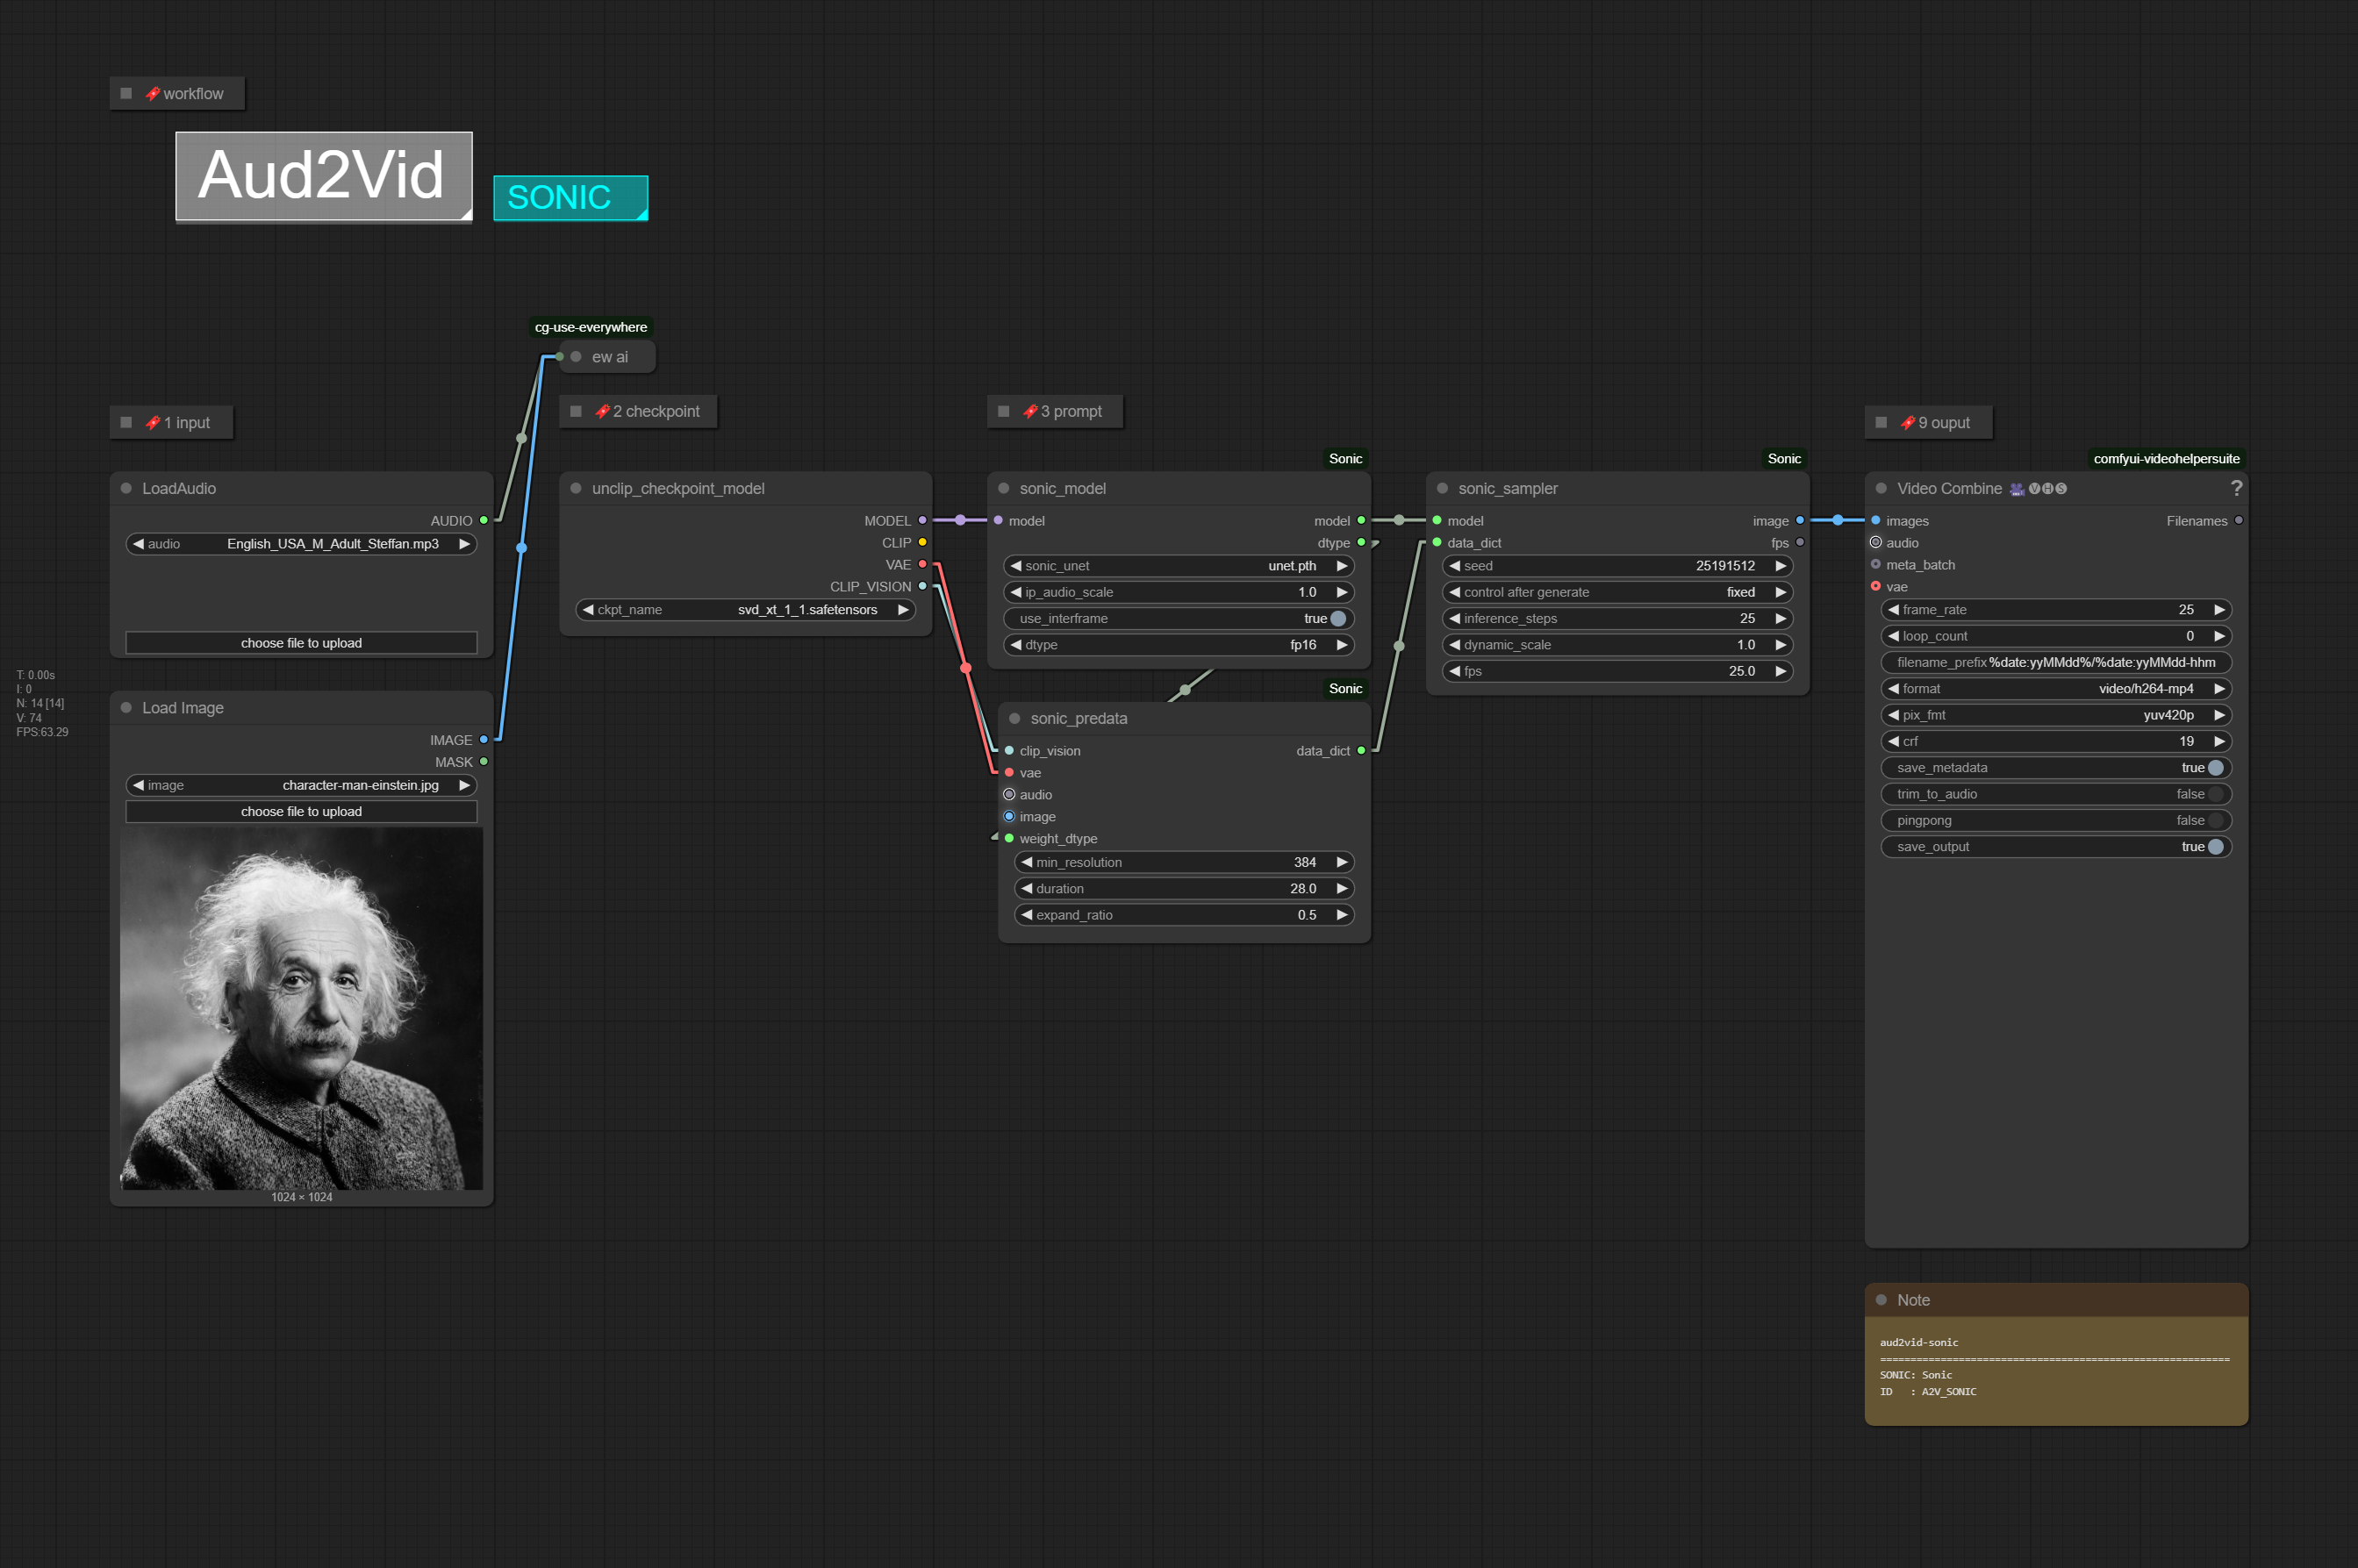 workflow
Aud2Vid
SONIC
cg-use-everywhere
ew ai
1 input
2 checkpoint
3 prompt
9 ouput
LoadAudio
AUDIO
audio English_USA_M_Adult_Steffan.mp3
choose file to upload
T: 0.00s
I: 0
N: 14 [14]
V: 74
FPS:63.29
Load Image
IMAGE
MASK
image character-man-einstein.jpg
choose file to upload
1024 × 1024
unclip_checkpoint_model
MODEL
CLIP
VAE
CLIP_VISION
ckpt_name svd_xt_1_1.safetensors
Sonic
sonic_model
model model
dtype
sonic_unet unet.pth
ip_audio_scale 1.0
use_interframe true
dtype fp16
Sonic
sonic_predata
clip_vision data_dict
vae
audio
image
weight_dtype
min_resolution 384
duration 28.0
expand_ratio 0.5
Sonic
sonic_sampler
model image
data_dict fps
seed 25191512
control after generate fixed
inference_steps 25
dynamic_scale 1.0
fps 25.0
comfyui-videohelpersuite
Video Combine 🅥🅗🅢 ?
images Filenames
audio
meta_batch
vae
frame_rate 25
loop_count 0
filename_prefix %date:yyMMdd%/%date:yyMMdd-hhm
format video/h264-mp4
pix_fmt yuv420p
crf 19
save_metadata true
trim_to_audio false
pingpong false
save_output true
Note
aud2vid-sonic
==========================================================
SONIC: Sonic
ID : A2V_SONIC